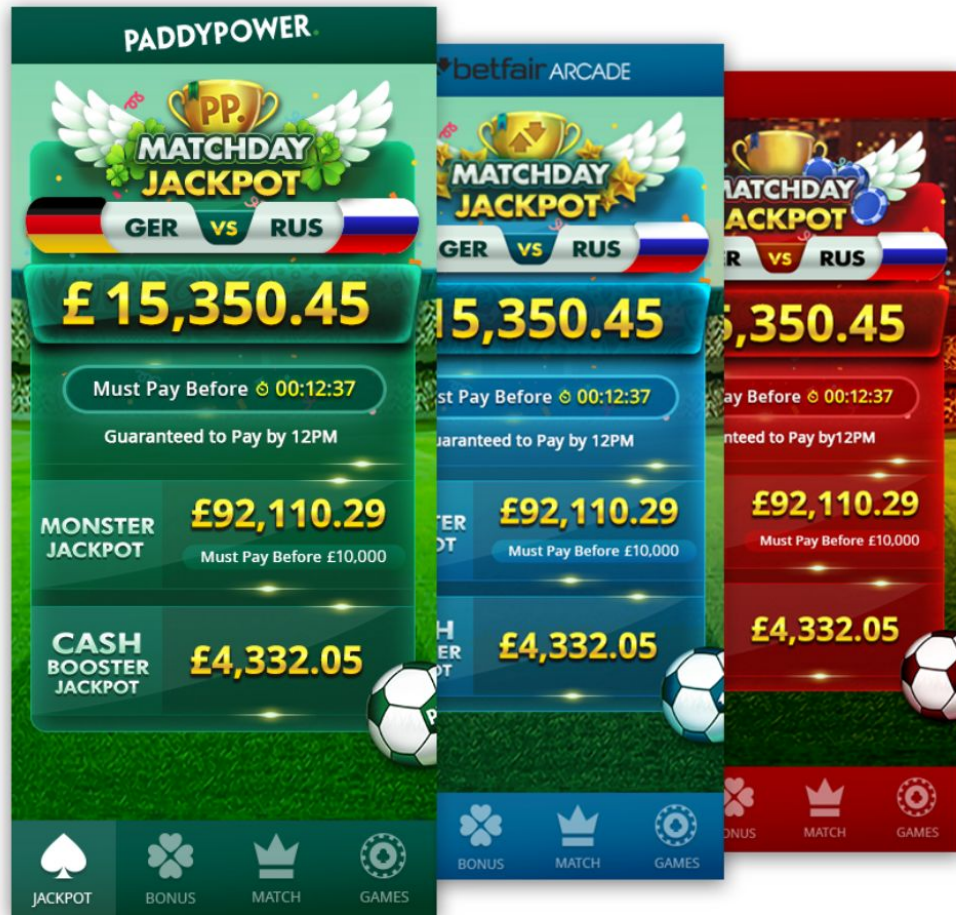 PADDYPOWER.
PP.
MATCHDAY
JACKPOT
GER VS RUS
£15,350.45
Must Pay Before 00:12:37
Guaranteed to Pay by 12PM
MONSTER
JACKPOT
£92,110.29
Must Pay Before £10,000
CASH
BOOSTER
JACKPOT
£4,332.05
JACKPOT
BONUS
MATCH
GAMES
betfair ARCADE
MATCHDAY
JACKPOT
GER VS RUS
15,350.45
st Pay Before 00:12:37
uaranteed to Pay by 12PM
TER
OT
£92,110.29
Must Pay Before £10,000
H
ER
OT
£4,332.05
BONUS
MATCH
GAMES
MATCHDAY
ACKPOT
R VS RUS
5,350.45
ay Before 00:12:37
nteed to Pay by12PM
£92,110.29
Must Pay Before £10,000
£4,332.05
ONUS
MATCH
GAMES